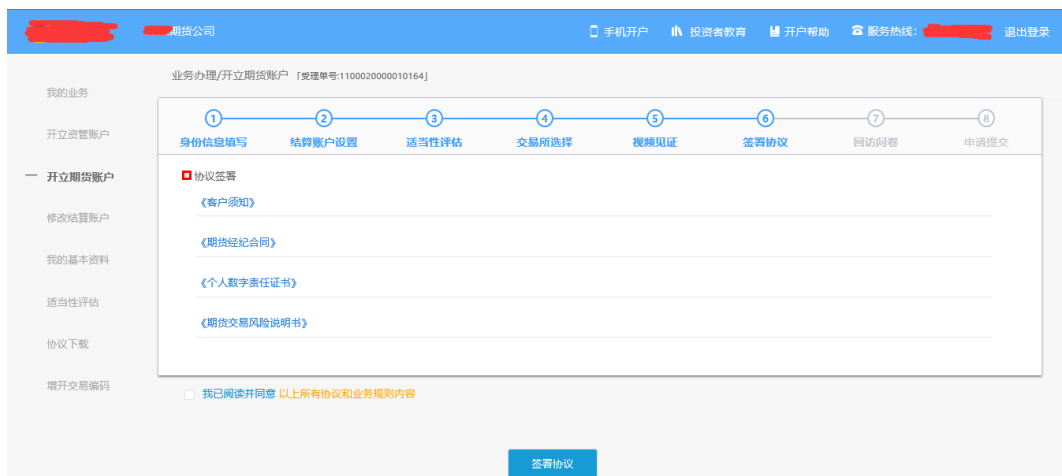 期货公司
手机开户 投资者教育 开户帮助 服务热线: 退出登录
业务办理/开立期货账户 「受理单号:1100020000010164」
我的业务
开立资管账户
开立期货账户
修改结算账户
我的基本资料
适当性评估
协议下载
增开交易编码
1 2 3 4 5 6 7 8
身份信息填写 结算账户设置 适当性评估 交易所选择 视频见证 签署协议 回访问卷 申请提交
协议签署
《客户须知》
《期货经纪合同》
《个人数字责任证书》
《期货交易风险说明书》
我已阅读并同意 以上所有协议和业务规则内容
签署协议